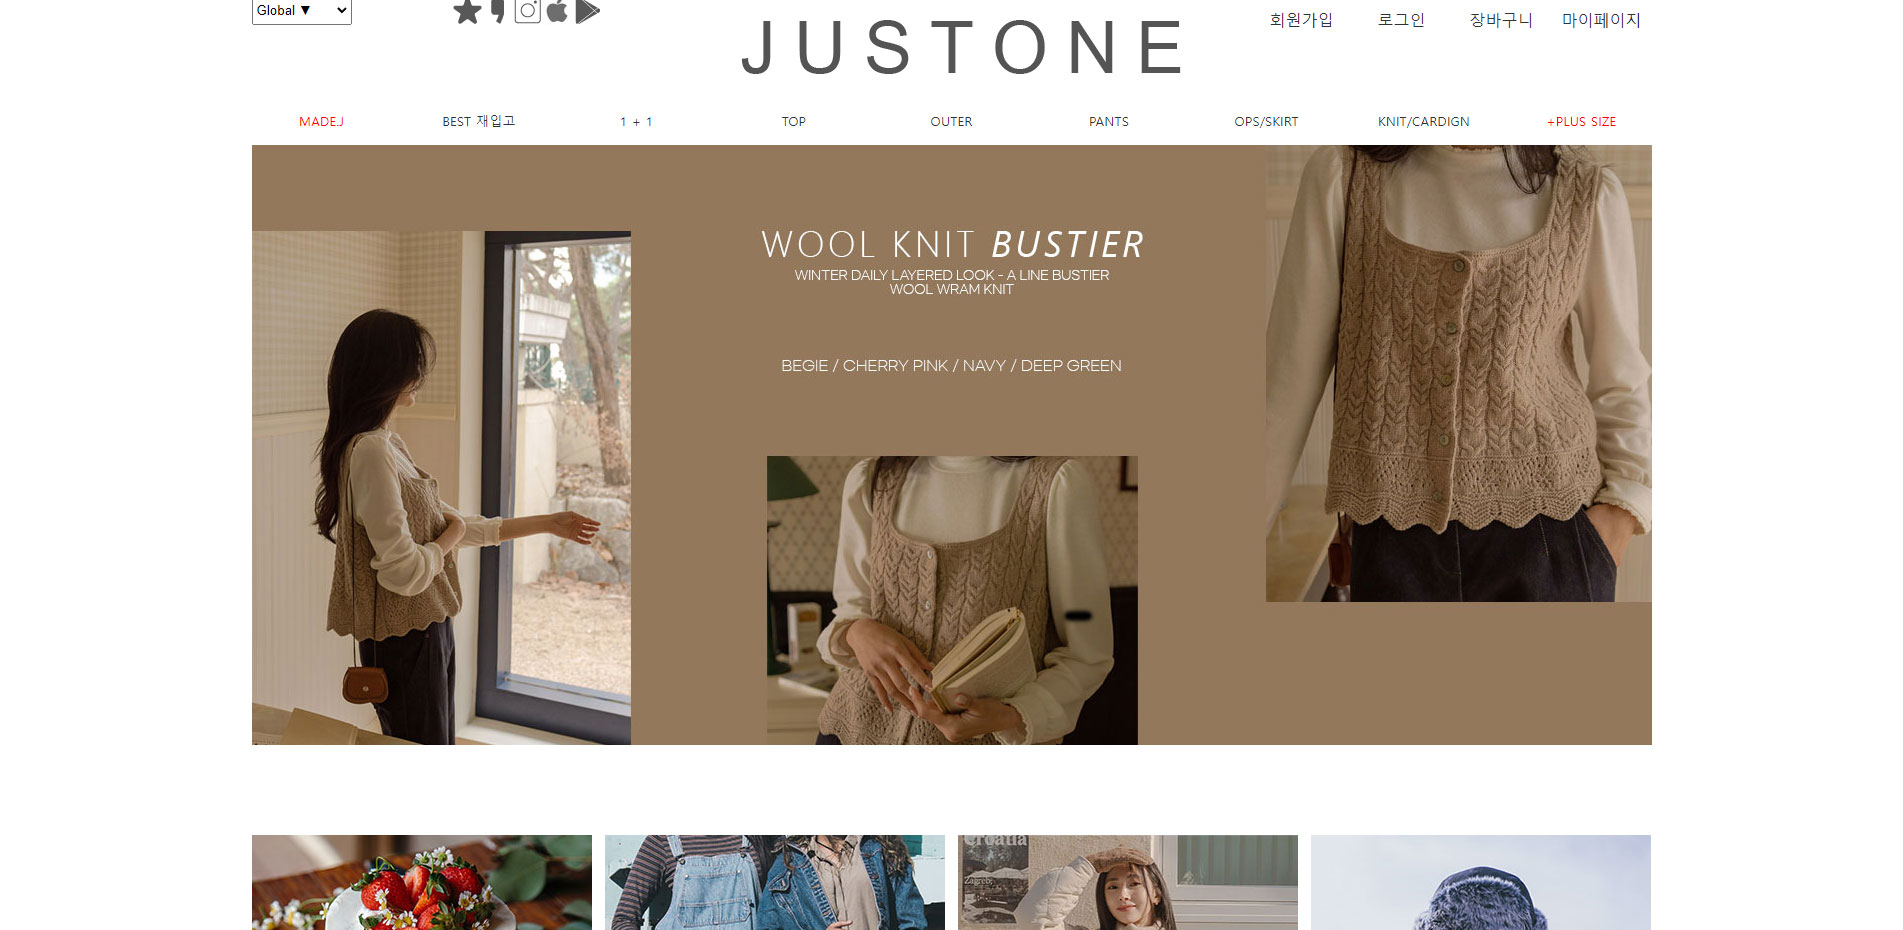 Global ▼
JUSTONE
회원가입 로그인 장바구니 마이페이지
MADE.J BEST 재입고 1 + 1 TOP OUTER PANTS OPS/SKIRT KNIT/CARDIGN +PLUS SIZE
WOOL KNIT BUSTIER
WINTER DAILY LAYERED LOOK - A LINE BUSTIER
WOOL WRAM KNIT
BEGIE / CHERRY PINK / NAVY / DEEP GREEN
Croatia
Zagreb,